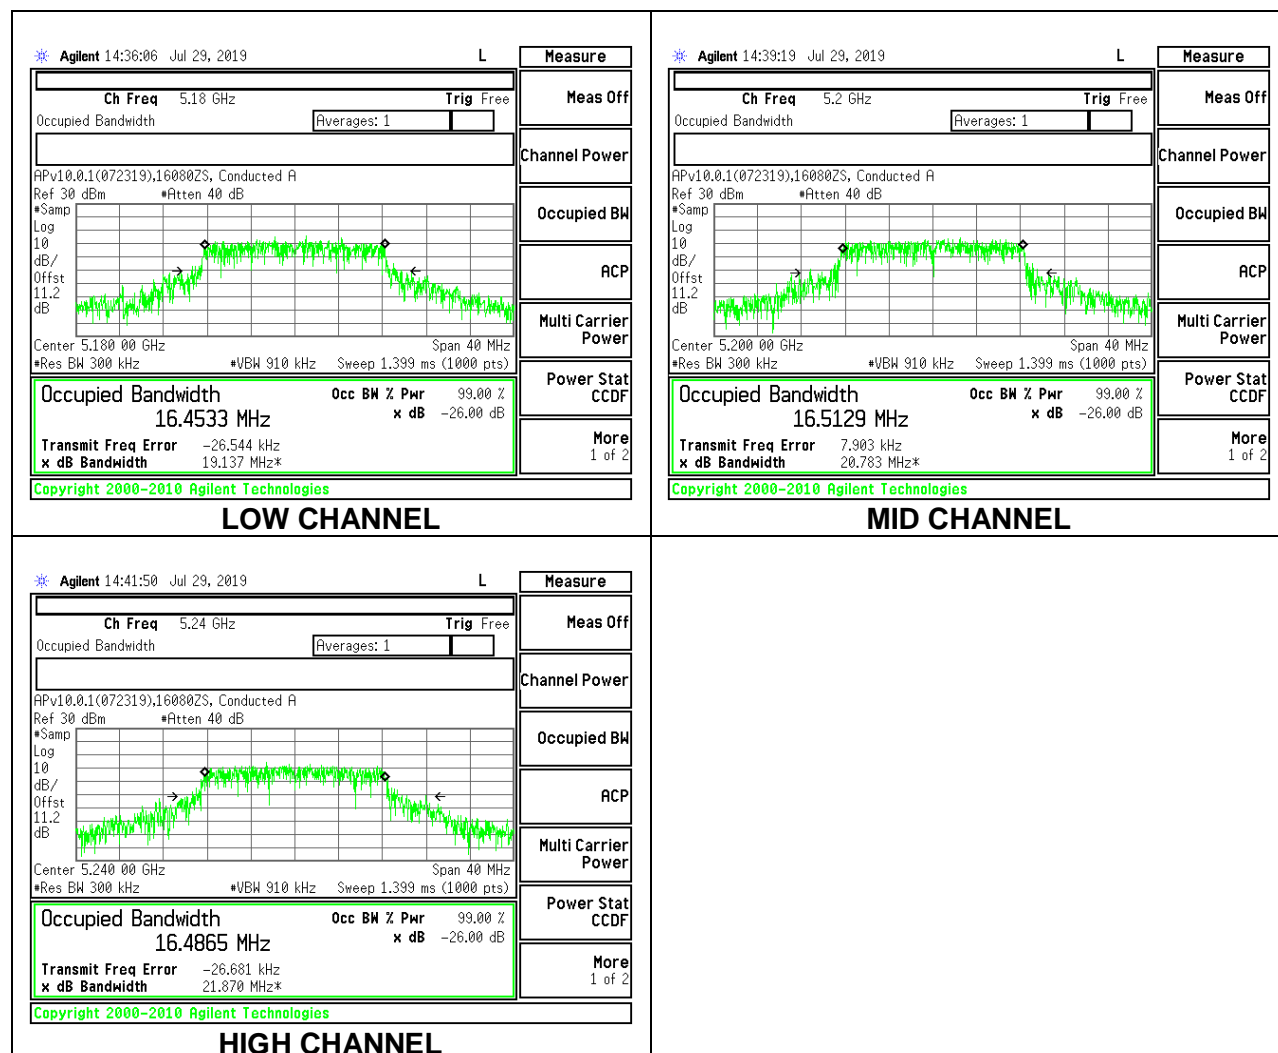 Agilent 14:36:06 Jul 29, 2019 L Measure
Ch Freq 5.18 GHz Trig Free
Meas Off
Occupied Bandwidth Averages: 1
Channel Power
APv10.0.1(072319),16080ZS, Conducted A
Ref 30 dBm #Atten 40 dB
#Samp
Log
10
dB/
Offst
11.2
dB
Occupied BW
ACP
Multi Carrier
Power
Center 5.180 00 GHz Span 40 MHz
#Res BW 300 kHz #VBW 910 kHz Sweep 1.399 ms (1000 pts)
Power Stat
CCDF
Occupied Bandwidth Occ BW % Pwr 99.00 %
16.4533 MHz x dB -26.00 dB
Transmit Freq Error -26.544 kHz
x dB Bandwidth 19.137 MHz*
More
1 of 2
Copyright 2000-2010 Agilent Technologies
LOW CHANNEL
Agilent 14:39:19 Jul 29, 2019 L Measure
Ch Freq 5.2 GHz Trig Free
Meas Off
Occupied Bandwidth Averages: 1
Channel Power
APv10.0.1(072319),16080ZS, Conducted A
Ref 30 dBm #Atten 40 dB
#Samp
Log
10
dB/
Offst
11.2
dB
Occupied BW
ACP
Multi Carrier
Power
Center 5.200 00 GHz Span 40 MHz
#Res BW 300 kHz #VBW 910 kHz Sweep 1.399 ms (1000 pts)
Power Stat
CCDF
Occupied Bandwidth Occ BW % Pwr 99.00 %
16.5129 MHz x dB -26.00 dB
Transmit Freq Error 7.903 kHz
x dB Bandwidth 20.783 MHz*
More
1 of 2
Copyright 2000-2010 Agilent Technologies
MID CHANNEL
Agilent 14:41:50 Jul 29, 2019 L Measure
Ch Freq 5.24 GHz Trig Free
Meas Off
Occupied Bandwidth Averages: 1
Channel Power
APv10.0.1(072319),16080ZS, Conducted A
Ref 30 dBm #Atten 40 dB
#Samp
Log
10
dB/
Offst
11.2
dB
Occupied BW
ACP
Multi Carrier
Power
Center 5.240 00 GHz Span 40 MHz
#Res BW 300 kHz #VBW 910 kHz Sweep 1.399 ms (1000 pts)
Power Stat
CCDF
Occupied Bandwidth Occ BW % Pwr 99.00 %
16.4865 MHz x dB -26.00 dB
Transmit Freq Error -26.681 kHz
x dB Bandwidth 21.870 MHz*
More
1 of 2
Copyright 2000-2010 Agilent Technologies
HIGH CHANNEL